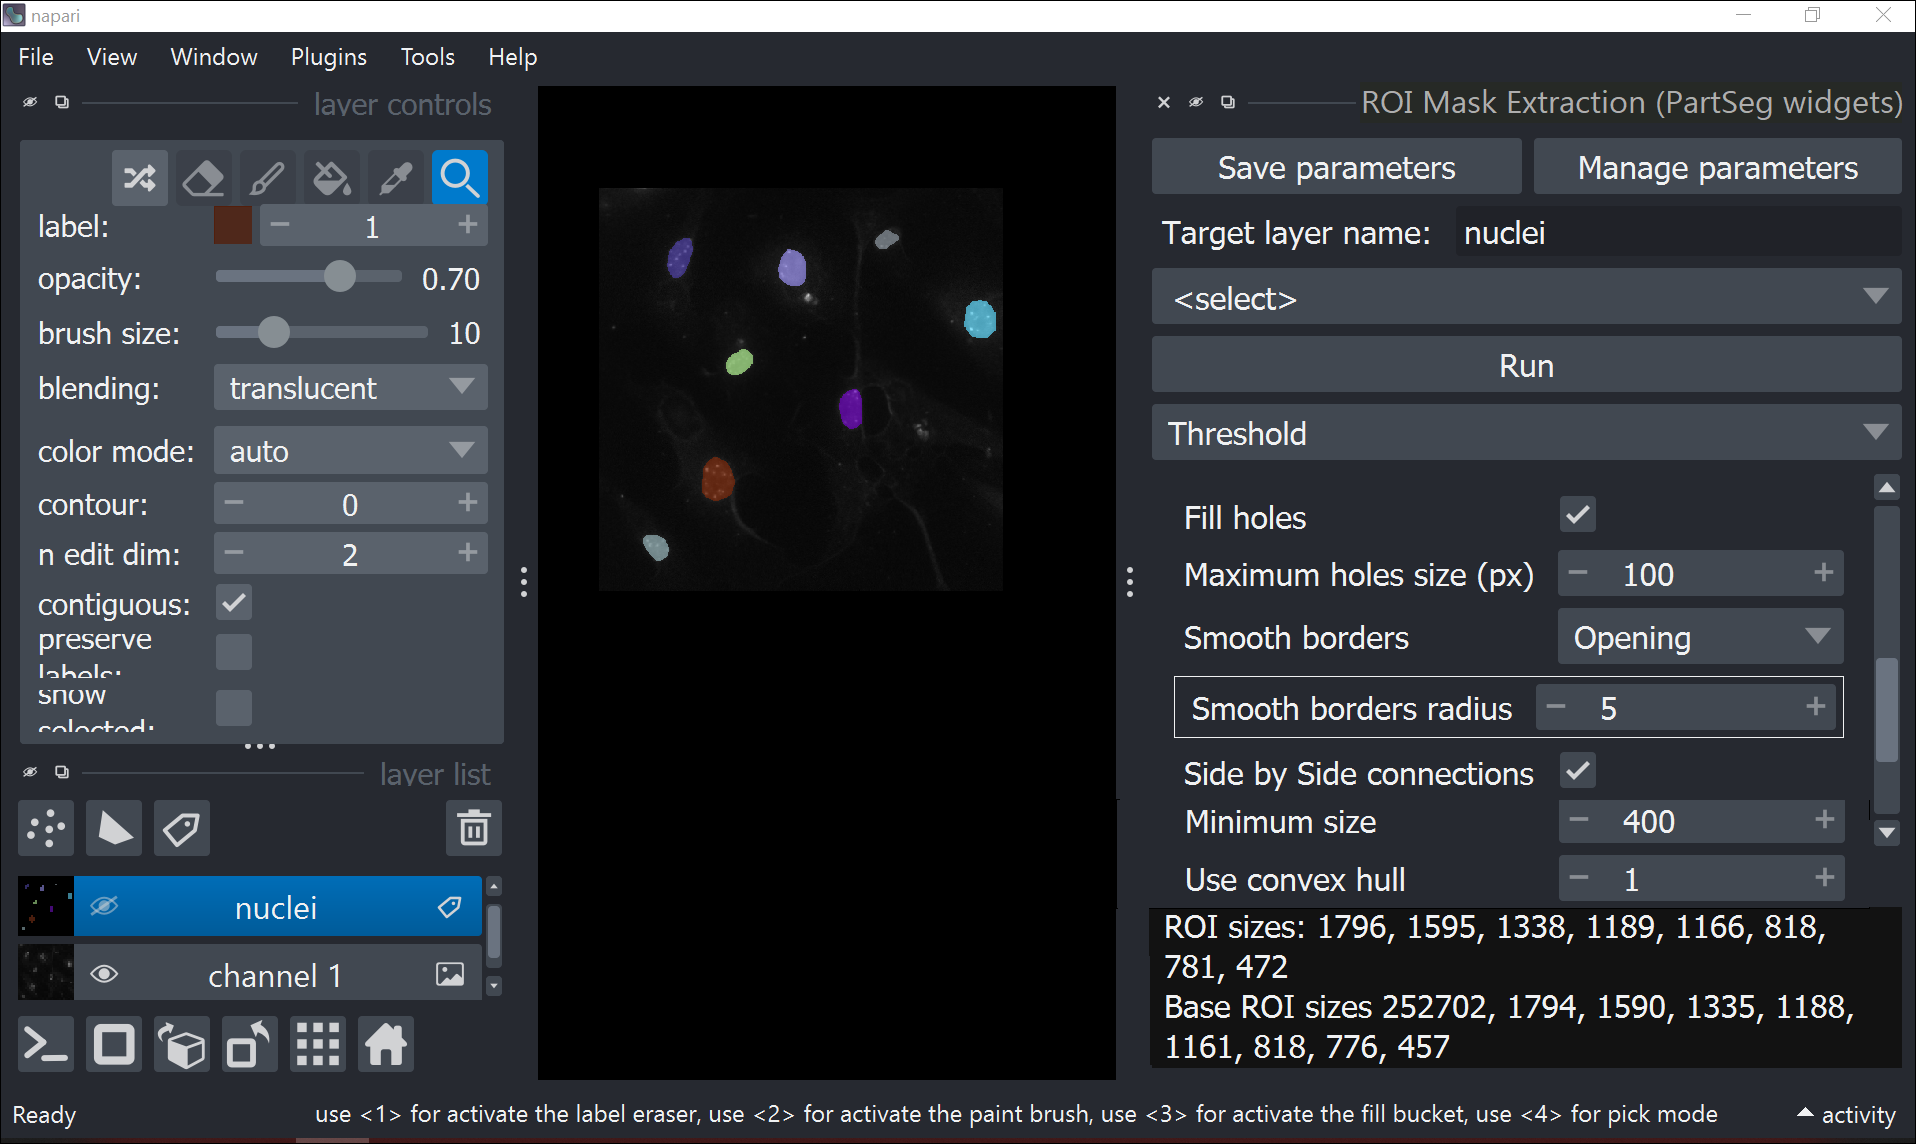 napari
File View Window Plugins Tools Help
layer controls
label: 1
opacity: 0.70
brush size: 10
blending: translucent
color mode: auto
contour: 0
n edit dim: 2
contiguous:
preserve
labels:
show
selected:
layer list
nuclei
channel 1
ROI Mask Extraction (PartSeg widgets)
Save parameters Manage parameters
Target layer name: nuclei
<select>
Run
Threshold
Fill holes
Maximum holes size (px) 100
Smooth borders Opening
Smooth borders radius 5
Side by Side connections
Minimum size 400
Use convex hull 1
ROI sizes: 1796, 1595, 1338, 1189, 1166, 818,
781, 472
Base ROI sizes 252702, 1794, 1590, 1335, 1188,
1161, 818, 776, 457
Ready use <1> for activate the label eraser, use <2> for activate the paint brush, use <3> for activate the fill bucket, use <4> for pick mode activity